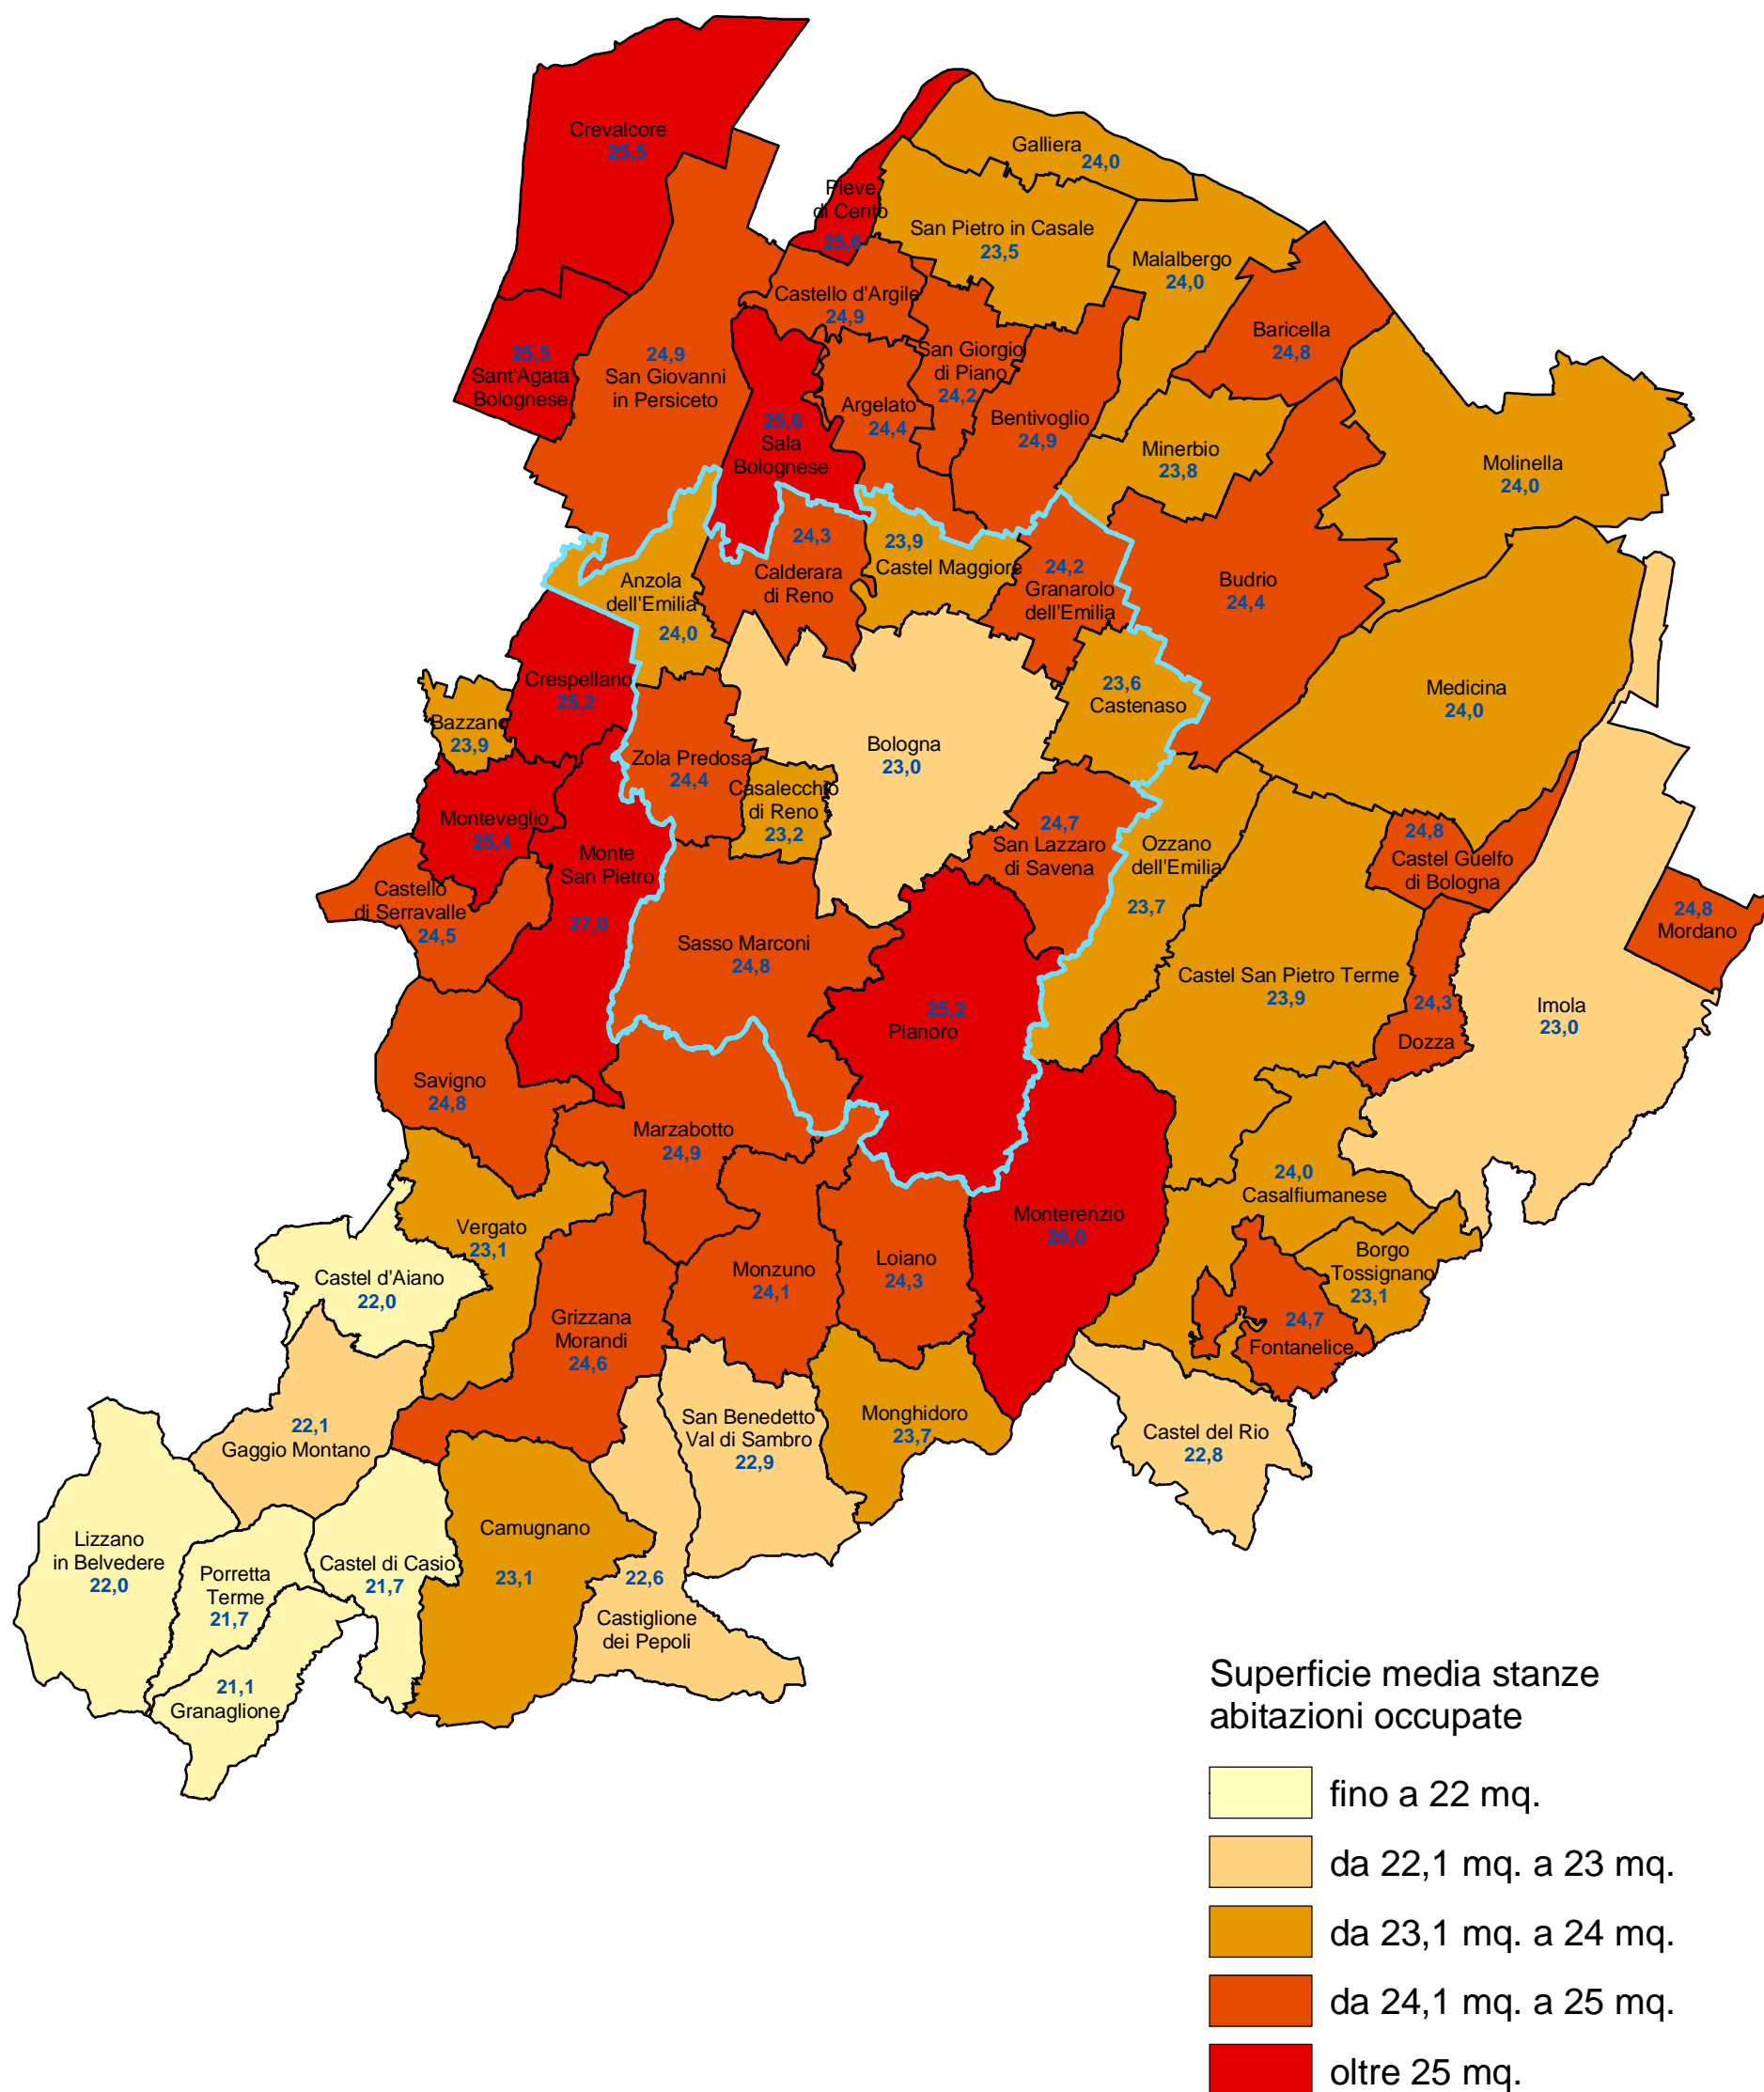 Crevalcore
25,5
Galliera
24,0
Pieve
di Cento
25,6
San Pietro in Casale
23,5
Malalbergo
24,0
Castello d'Argile
24,9
Baricella
24,8
25,5
Sant'Agata
Bolognese
24,9
San Giovanni
in Persiceto
San Giorgio
di Piano
24,2
Argelato
24,4
25,6
Sala
Bolognese
Bentivoglio
24,9
Minerbio
23,8
Molinella
24,0
24,3
Calderara
di Reno
23,9
Castel Maggiore
24,2
Granarolo
dell'Emilia
Budrio
24,4
Anzola
dell'Emilia
24,0
Crespellano
25,2
23,6
Castenaso
Medicina
24,0
Bazzano
23,9
Bologna
23,0
Zola Predosa
24,4
Casalecchio
di Reno
23,2
Monteveglio
25,4
Monte
San Pietro
27,0
24,7
San Lazzaro
di Savena
Ozzano
dell'Emilia
23,7
24,8
Castel Guelfo
di Bologna
Castello
di Serravalle
24,5
24,8
Mordano
Sasso Marconi
24,8
Castel San Pietro Terme
23,9
24,3
Dozza
Imola
23,0
25,2
Pianoro
Savigno
24,8
Marzabotto
24,9
24,0
Casalfiumanese
Vergato
23,1
Monterenzio
26,0
Castel d'Aiano
22,0
Monzuno
24,1
Loiano
24,3
Borgo
Tossignano
23,1
Grizzana
Morandi
24,6
24,7
Fontanelice
22,1
Gaggio Montano
San Benedetto
Val di Sambro
22,9
Monghidoro
23,7
Castel del Rio
22,8
Lizzano
in Belvedere
22,0
Porretta
Terme
21,7
Castel di Casio
21,7
Camugnano
23,1
22,6
Castiglione
dei Pepoli
21,1
Granaglione
Superficie media stanze
abitazioni occupate
fino a 22 mq.
da 22,1 mq. a 23 mq.
da 23,1 mq. a 24 mq.
da 24,1 mq. a 25 mq.
oltre 25 mq.